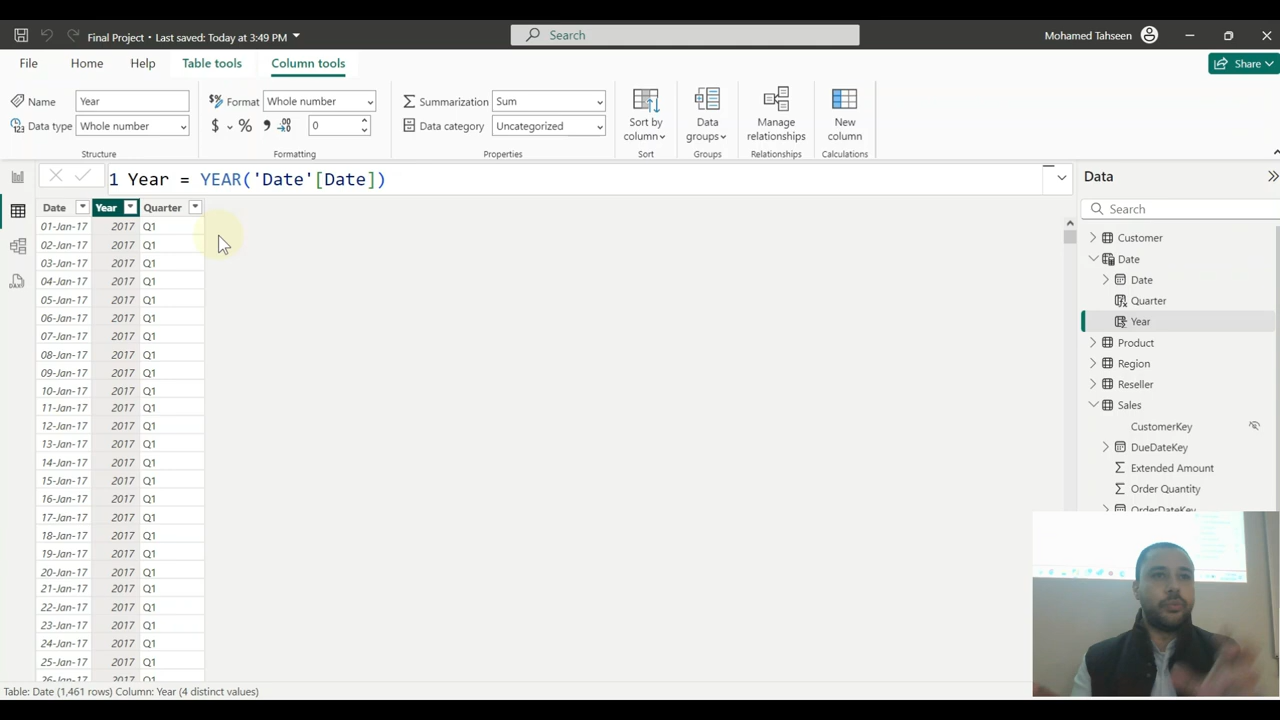 Final Project • Last saved: Today at 3:49 PM
Search
Mohamed Tahseen
File
Home
Help
Table tools
Column tools
Share
Name
Year
Format
Whole number
Summarization
Sum
Data type
Whole number
$
%
0
Data category
Uncategorized
Sort by column
Data groups
Manage relationships
New column
Structure
Formatting
Properties
Sort
Groups
Relationships
Calculations
1 Year = YEAR('Date'[Date])
Date Year Quarter
01-Jan-17 2017 Q1
02-Jan-17 2017 Q1
03-Jan-17 2017 Q1
04-Jan-17 2017 Q1
05-Jan-17 2017 Q1
06-Jan-17 2017 Q1
07-Jan-17 2017 Q1
08-Jan-17 2017 Q1
09-Jan-17 2017 Q1
10-Jan-17 2017 Q1
11-Jan-17 2017 Q1
12-Jan-17 2017 Q1
13-Jan-17 2017 Q1
14-Jan-17 2017 Q1
15-Jan-17 2017 Q1
16-Jan-17 2017 Q1
17-Jan-17 2017 Q1
18-Jan-17 2017 Q1
19-Jan-17 2017 Q1
20-Jan-17 2017 Q1
21-Jan-17 2017 Q1
22-Jan-17 2017 Q1
23-Jan-17 2017 Q1
24-Jan-17 2017 Q1
25-Jan-17 2017 Q1
26-Jan-17 2017 Q1
Data
Search
Customer
Date
Date
Quarter
Year
Product
Region
Reseller
Sales
CustomerKey
DueDateKey
Extended Amount
Order Quantity
OrderDateKey
Table: Date (1,461 rows) Column: Year (4 distinct values)